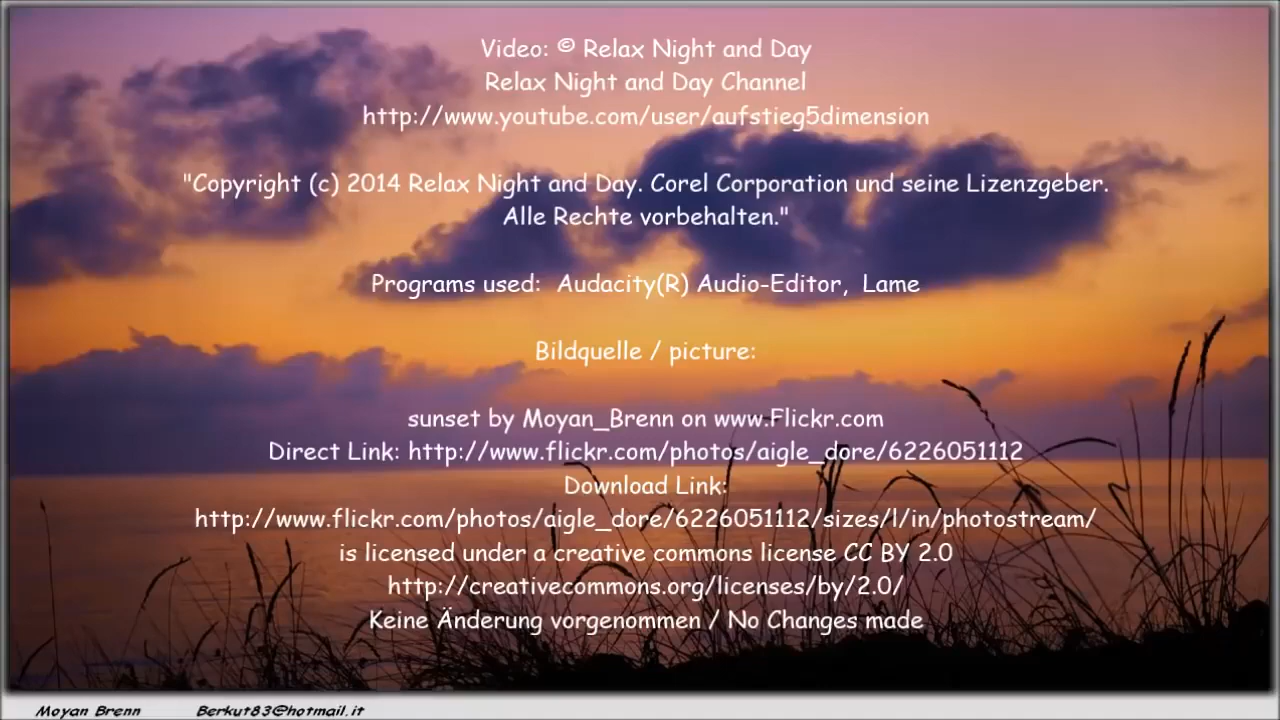 Video: © Relax Night and Day
Relax Night and Day Channel
http://www.youtube.com/user/aufstieg5dimension
"Copyright (c) 2014 Relax Night and Day. Corel Corporation und seine Lizenzgeber.
Alle Rechte vorbehalten."
Programs used:  Audacity(R) Audio-Editor,  Lame
Bildquelle / picture:
sunset by Moyan_Brenn on www.Flickr.com
Direct Link: http://www.flickr.com/photos/aigle_dore/6226051112
Download Link:
http://www.flickr.com/photos/aigle_dore/6226051112/sizes/l/in/photostream/
is licensed under a creative commons license CC BY 2.0
http://creativecommons.org/licenses/by/2.0/
Keine Änderung vorgenommen / No Changes made
Moyan Brenn Berkut83@hotmail.it